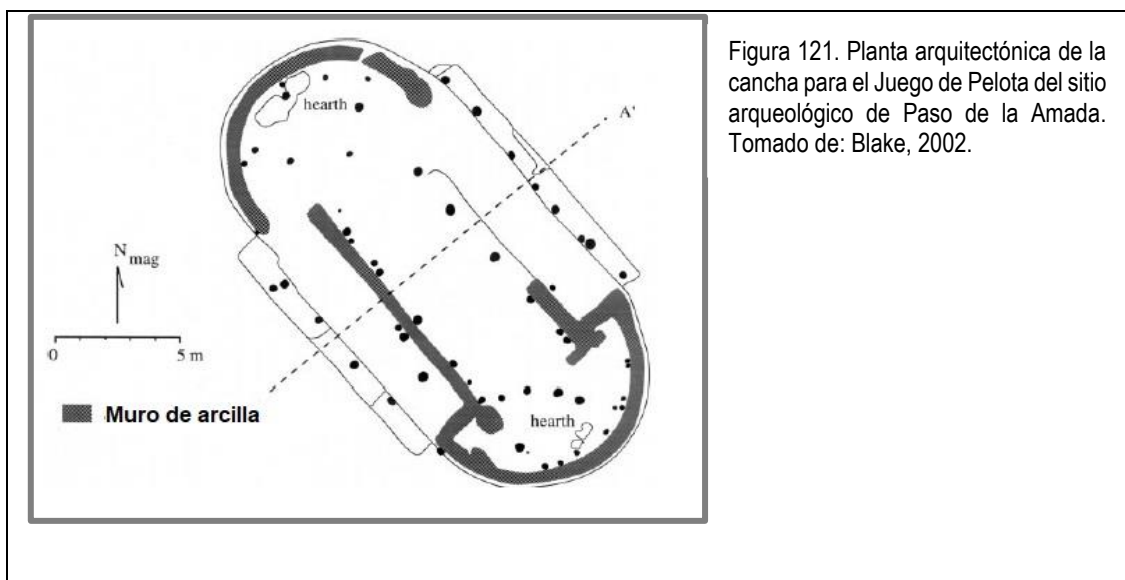 Figura 121. Planta arquitectónica de la
cancha para el Juego de Pelota del sitio
arqueológico de Paso de la Amada.
Tomado de: Blake, 2002.
hearth
A'
N mag
0 5 m
Muro de arcilla
hearth